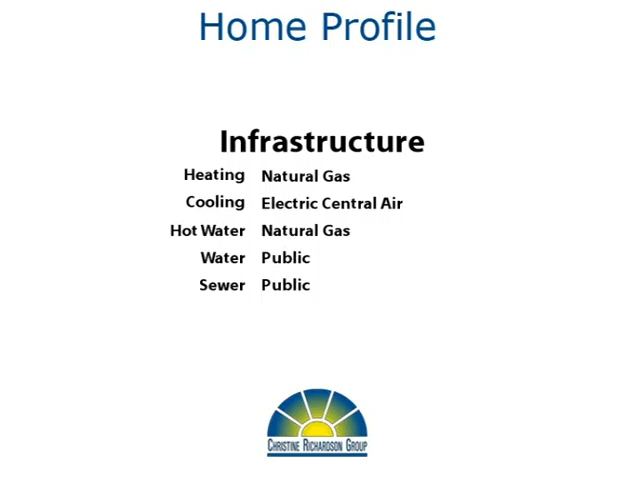 Home Profile
Infrastructure
Heating Natural Gas
Cooling Electric Central Air
Hot Water Natural Gas
Water Public
Sewer Public
CHRISTINE RICHARDSON GROUP